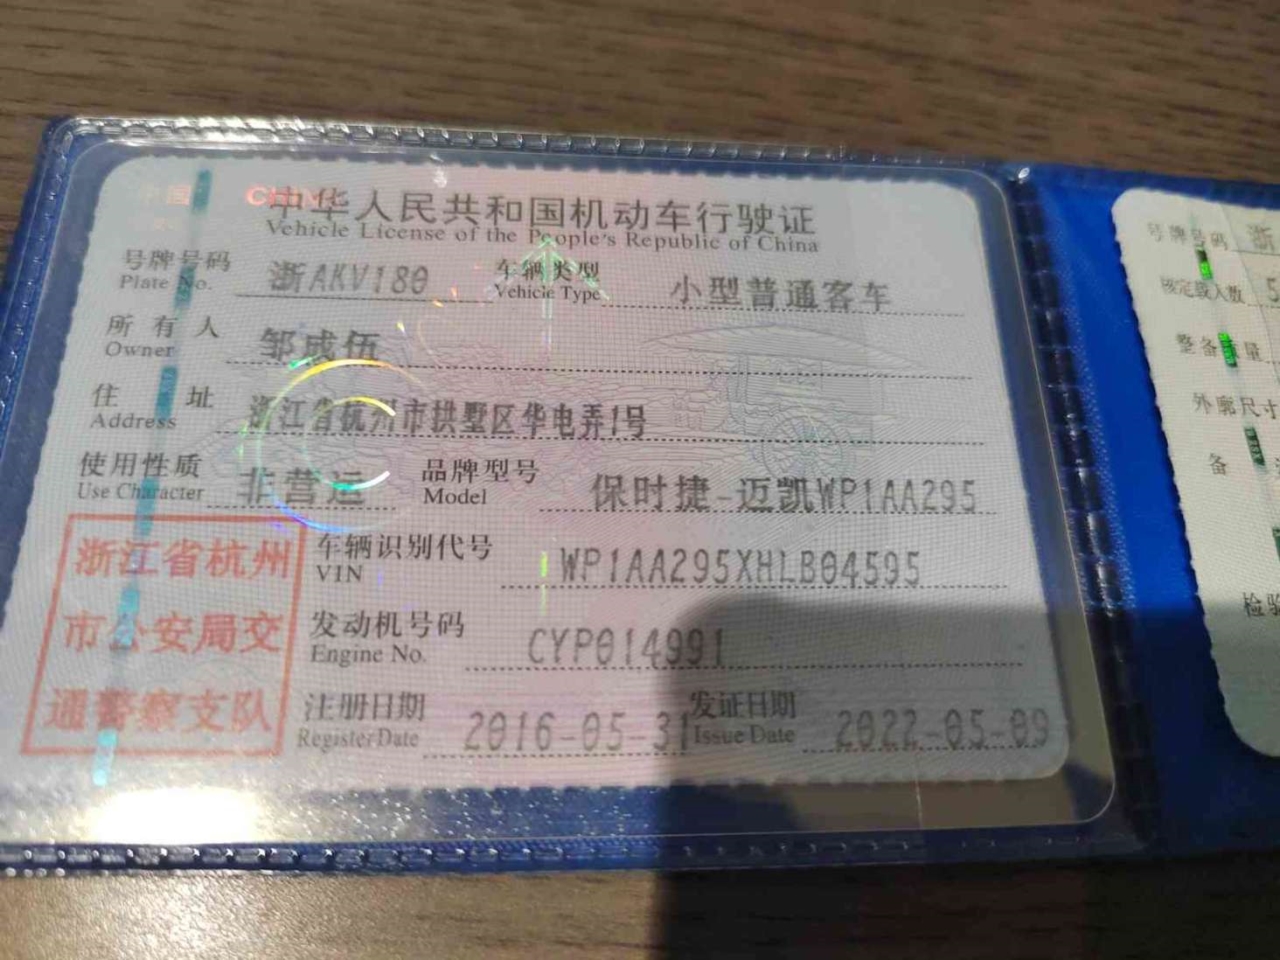 中国 CHINA
中华人民共和国机动车行驶证
Vehicle License of the People's Republic of China
号牌号码 浙AKV180 车辆类型 小型普通客车
Plate No. Vehicle Type
所有人 邹成伍
Owner
住址 浙江省杭州市拱墅区华电弄1号
Address
使用性质 非营运 品牌型号 保时捷-迈凯WP1AA295
Use Character Model
浙江省杭州
市公安局交
通警察支队
车辆识别代号 WP1AA295XHLB04595
VIN
发动机号码 CYP014991
Engine No.
注册日期 2016-05-31 发证日期 2022-05-09
Register Date Issue Date
号牌号码 浙
核定载人数 5
整备质量
外廓尺寸
备
检验